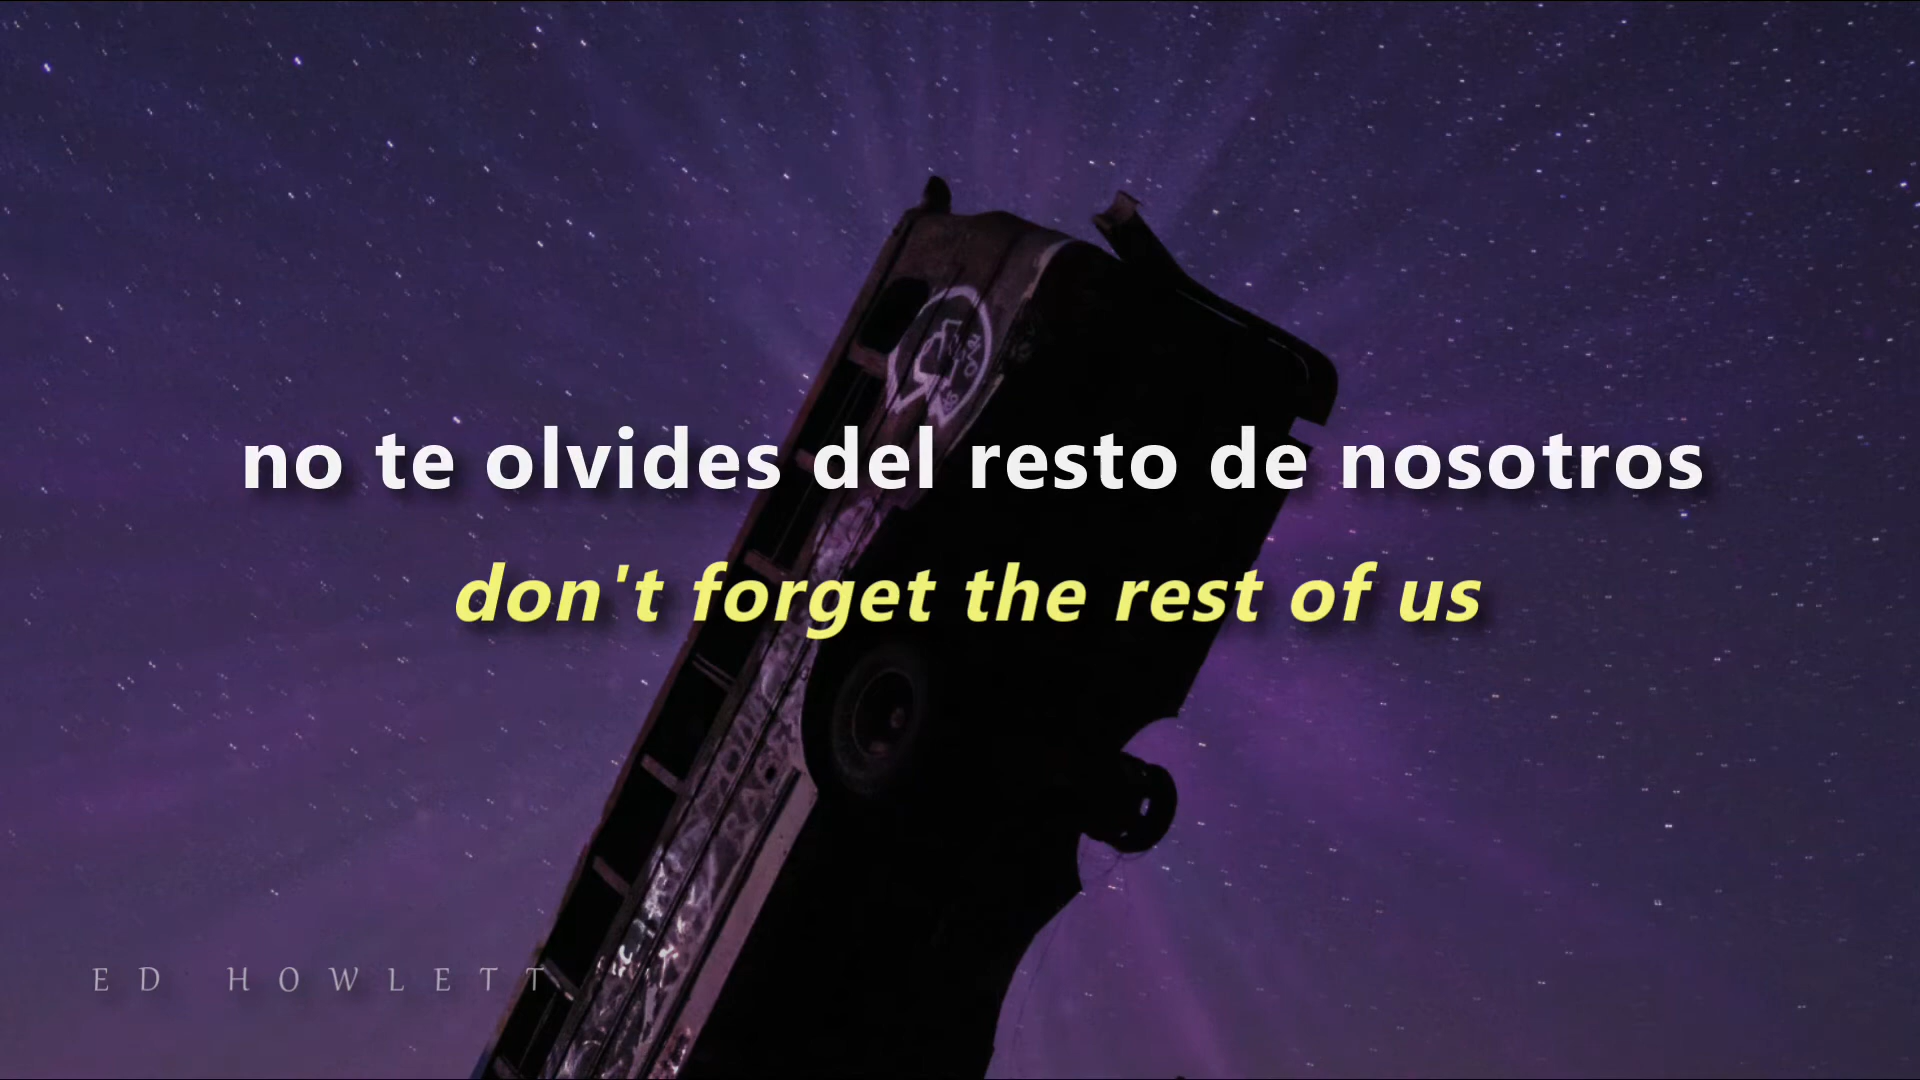 no te olvides del resto de nosotros
don't forget the rest of us
ED HOWLETT